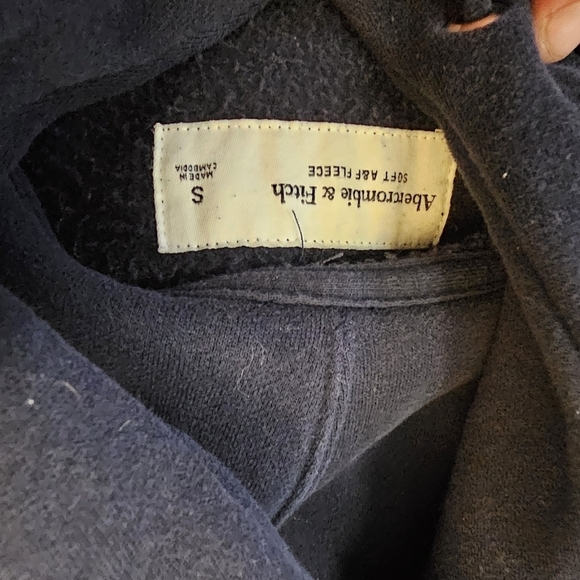 Abercrombie & Fitch
SOFT A&F FLEECE
S
MADE IN
CAMBODIA